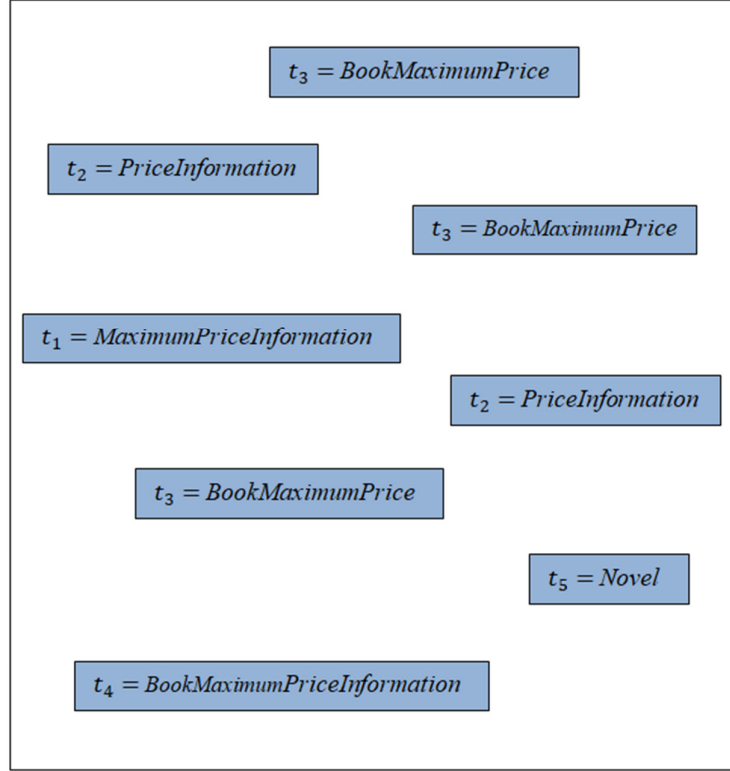 t₃ = BookMaximumPrice
t₂ = PriceInformation
t₃ = BookMaximumPrice
t₁ = MaximumPriceInformation
t₂ = PriceInformation
t₃ = BookMaximumPrice
t₅ = Novel
t₄ = BookMaximumPriceInformation